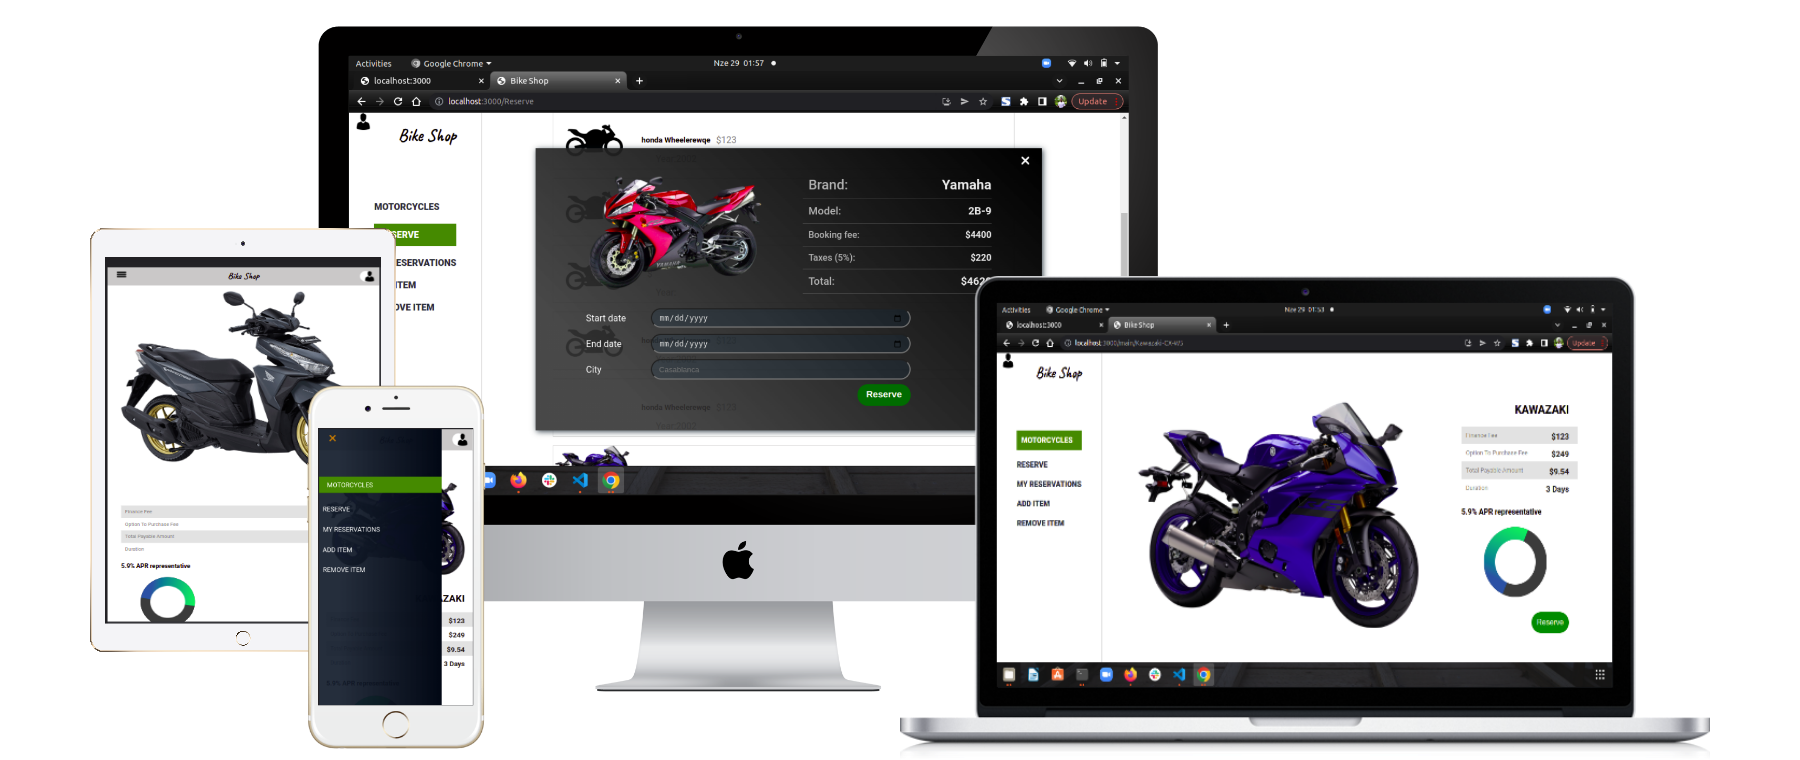 Activities Google Chrome Nze 29 01:57
localhost:3000 Bike Shop
localhost:3000/Reserve Update
Bike Shop
MOTORCYCLES
SERVE
ESERVATIONS
ITEM
OVE ITEM
honda Wheelerewqe $123
Brand: Yamaha
Model: 2B-9
Booking fee: $4400
Taxes (5%): $220
Total: $462
Start date mm/dd/yyyy
End date mm/dd/yyyy
City Casablanca
Reserve
honda Wheelerewqe $123
Bike Shop
Finance Fee
Option To Purchase Fee
Total Payable Amount
Duration
5.9% APR representative
MOTORCYCLES
RESERVE
MY RESERVATIONS
ADD ITEM
REMOVE ITEM
ZAKI
$123
$249
$9.54
3 Days
5.9% APR representative
Activities Google Chrome Nze 29 01:53
localhost:3000 Bike Shop
localhost:3000/main/Kawazaki-CX-W5 Update
Bike Shop
MOTORCYCLES
RESERVE
MY RESERVATIONS
ADD ITEM
REMOVE ITEM
KAWAZAKI
Finance Fee $123
Option To Purchase Fee $249
Total Payable Amount $9.54
Duration 3 Days
5.9% APR representative
Reserve